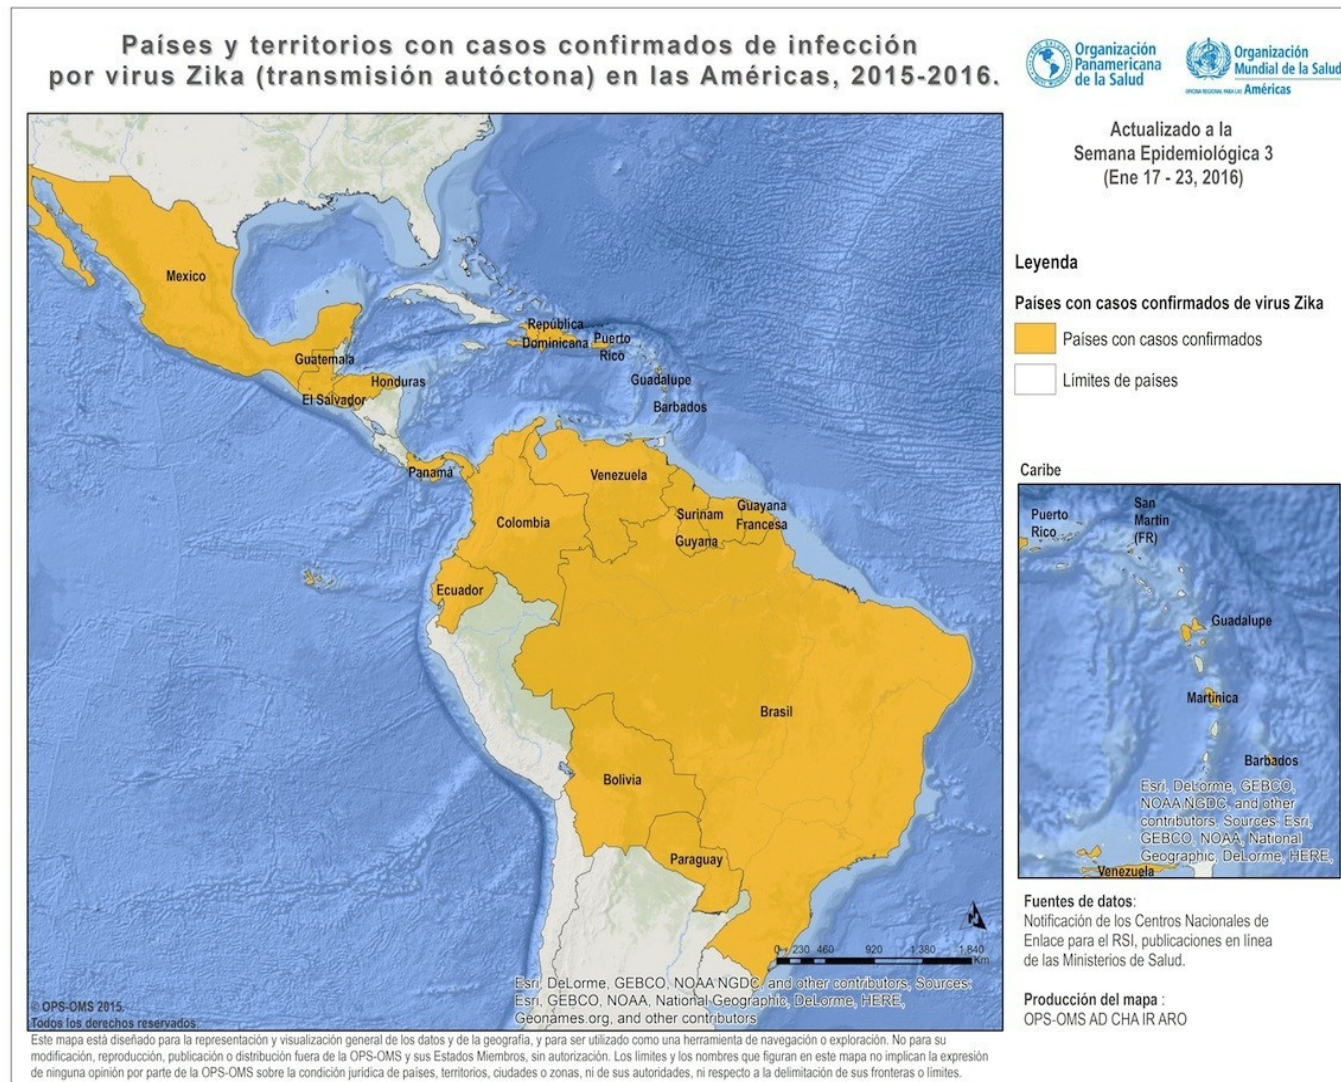 Países y territorios con casos confirmados de infección
por virus Zika (transmisión autóctona) en las Américas, 2015-2016.
Organización
Panamericana
de la Salud
Organización
Mundial de la Salud
OFICINA REGIONAL PARA LAS Américas
Actualizado a la
Semana Epidemiológica 3
(Ene 17 - 23, 2016)
Leyenda
Países con casos confirmados de virus Zika
Países con casos confirmados
Límites de países
Mexico
Guatemala
Honduras
El Salvador
República
Dominicana
Puerto
Rico
Guadalupe
Barbados
Panamá
Venezuela
Colombia
Surinam
Guayana
Francesa
Guyana
Ecuador
Brasil
Bolivia
Paraguay
0 230 460 920 1.380 1.840
Km
Esri, DeLorme, GEBCO, NOAA NGDC, and other contributors, Sources:
Esri, GEBCO, NOAA, National Geographic, DeLorme, HERE,
Geonames.org, and other contributors
© OPS-OMS 2015.
Todos los derechos reservados
Caribe
Puerto
Rico
San
Martin
(FR)
Guadalupe
Martinica
Barbados
Esri, DeLorme, GEBCO,
NOAA NGDC, and other
contributors, Sources: Esri,
GEBCO, NOAA, National
Geographic, DeLorme, HERE,
Venezuela
Fuentes de datos:
Notificación de los Centros Nacionales de
Enlace para el RSI, publicaciones en línea
de las Ministerios de Salud.
Producción del mapa :
OPS-OMS AD CHA IR ARO
Este mapa está diseñado para la representación y visualización general de los datos y de la geografía, y para ser utilizado como una herramienta de navegación o exploración. No para su
modificación, reproducción, publicación o distribución fuera de la OPS-OMS y sus Estados Miembros, sin autorización. Los límites y los nombres que figuran en este mapa no implican la expresión
de ninguna opinión por parte de la OPS-OMS sobre la condición jurídica de países, territorios, ciudades o zonas, ni de sus autoridades, ni respecto a la delimitación de sus fronteras o límites.